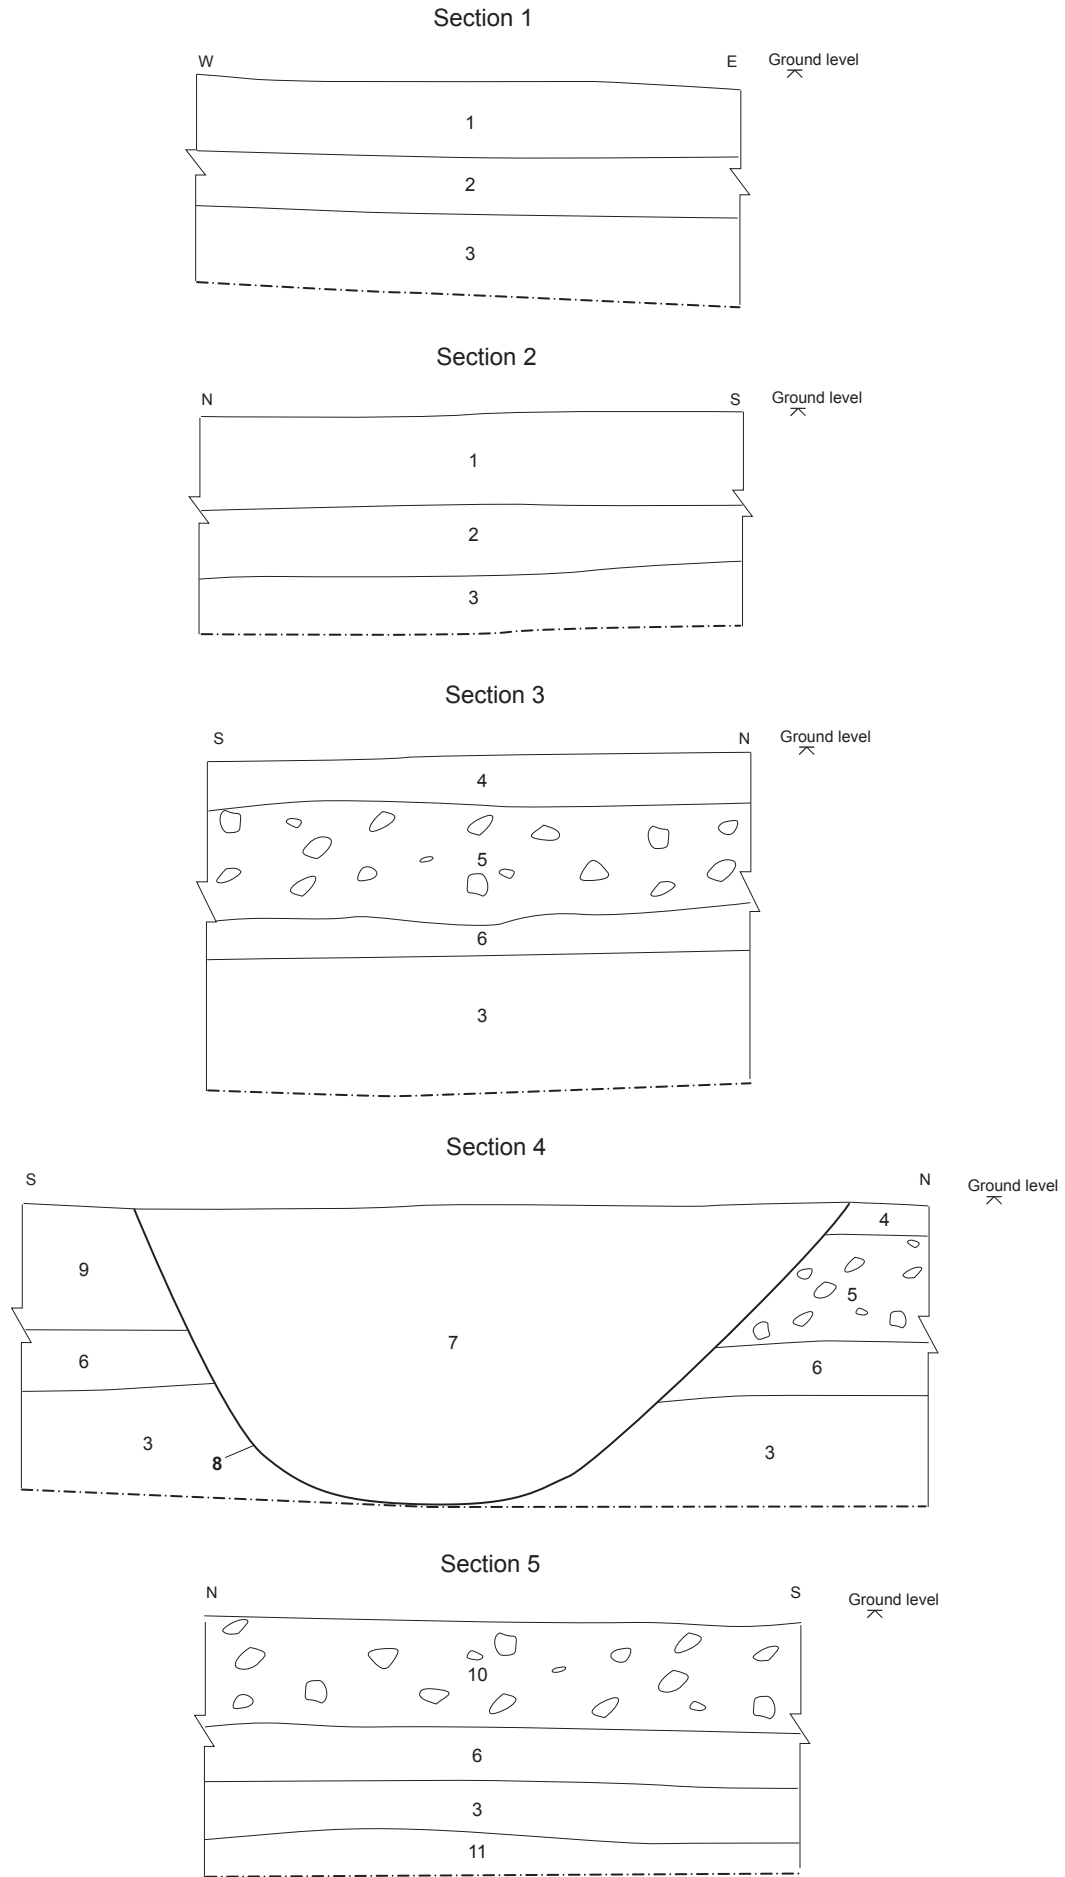 Section 1
W E Ground level
1
2
3
Section 2
N S Ground level
1
2
3
Section 3
S N Ground level
4
5
6
3
Section 4
S N Ground level
4
9
5
7
6 6
3 3
8
Section 5
N S Ground level
10
6
3
11